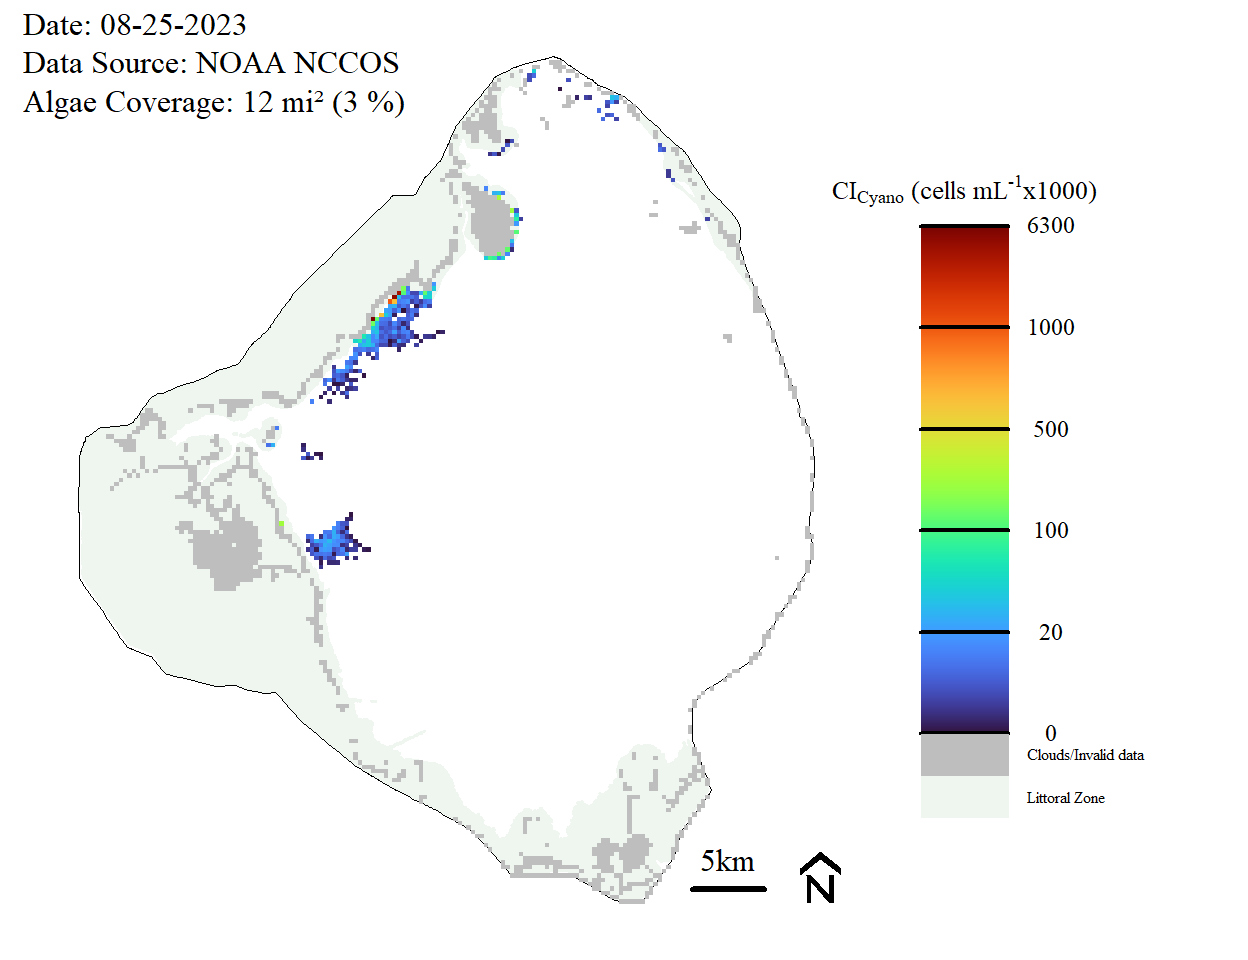 Date: 08-25-2023
Data Source: NOAA NCCOS
Algae Coverage: 12 mi² (3 %)
CICyano (cells mL-1x1000)
6300
1000
500
100
20
0
Clouds/Invalid data
Littoral Zone
5km
N